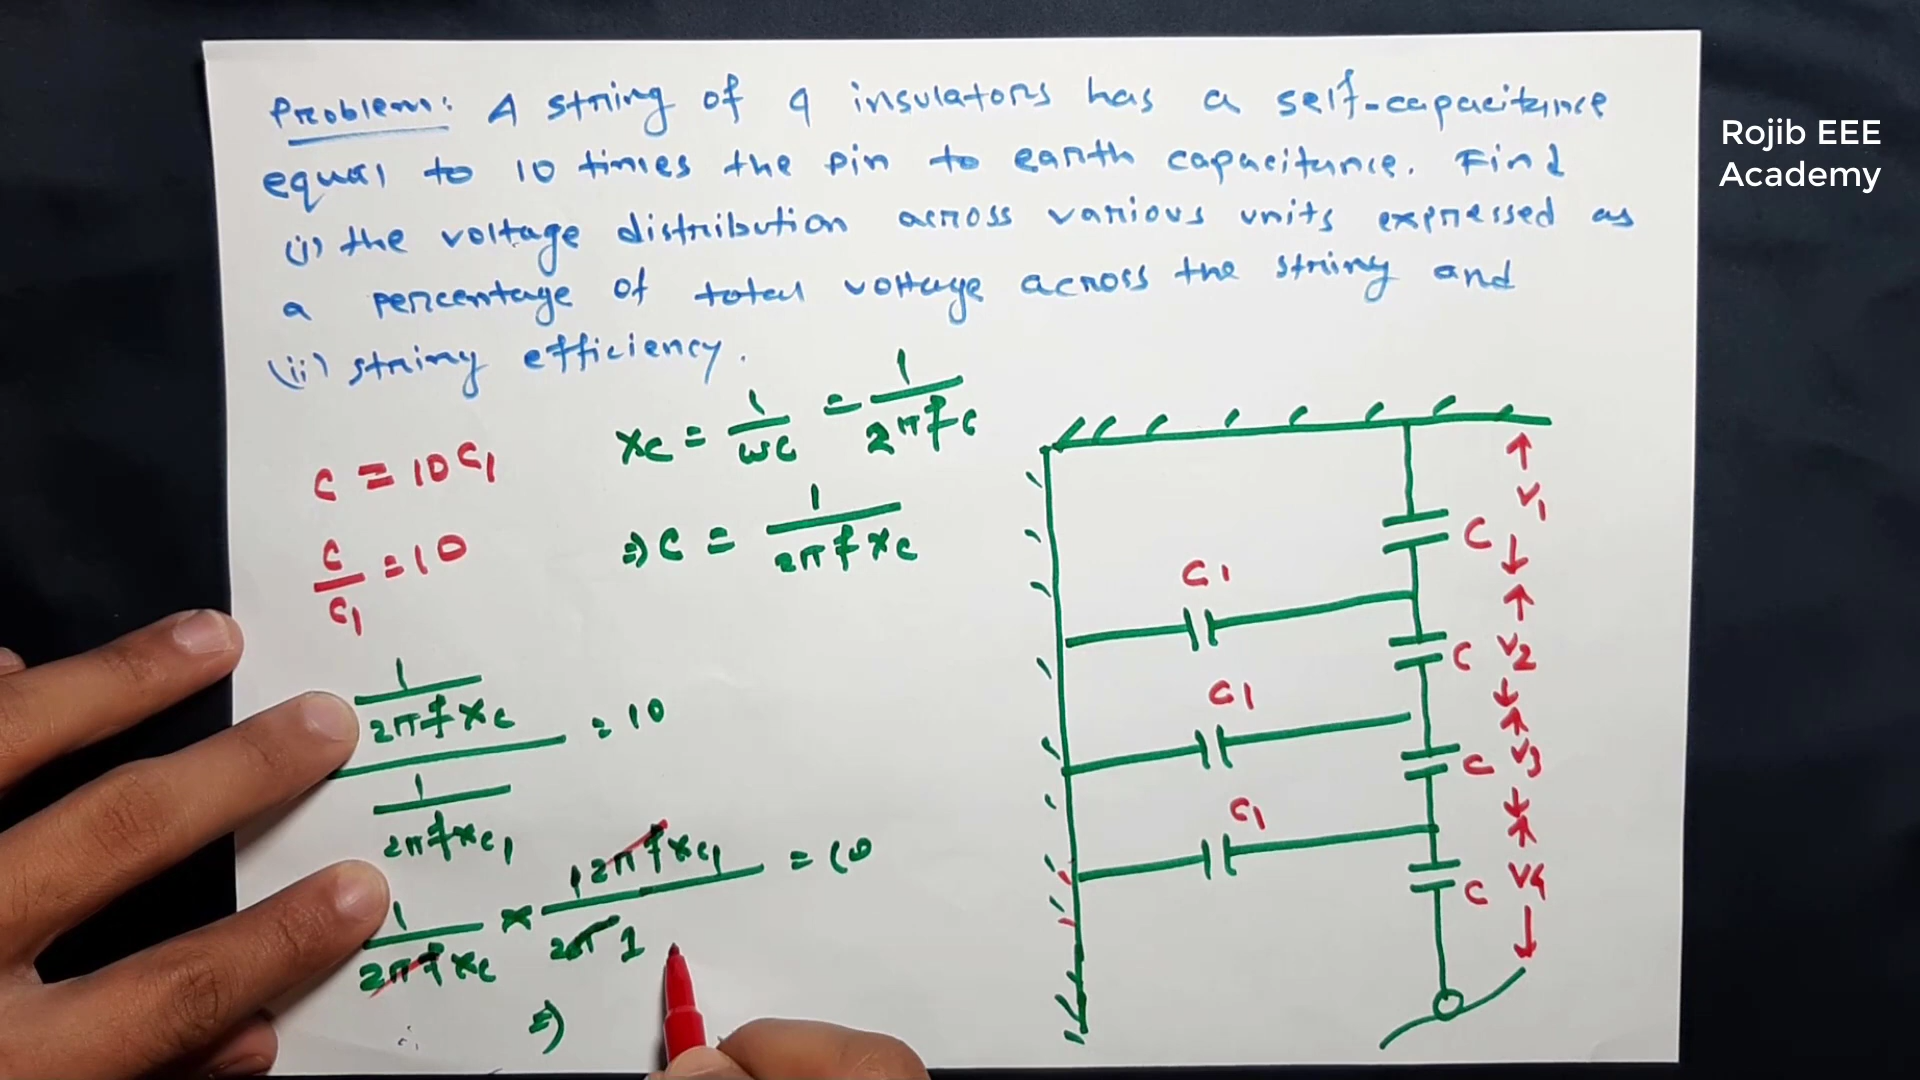 Problem: A string of 4 insulators has a self-capacitance
equal to 10 times the pin to earth capacitance. Find
(i) the voltage distribution across various units expressed as
a percentage of total voltage across the string and
(ii) string efficiency.
Rojib EEE
Academy
C = 10C1
C/C1 = 10
Xc = 1/ωC = 1/2πfC
⇒ C = 1/2πfXc
1/2πfXc / 1/2πfXc1 = 10
1/2πfXc × 12πfXc1/2π1 = 10
⇒
V1
C
C1
C
V2
C1
C
V3
C1
C
V4